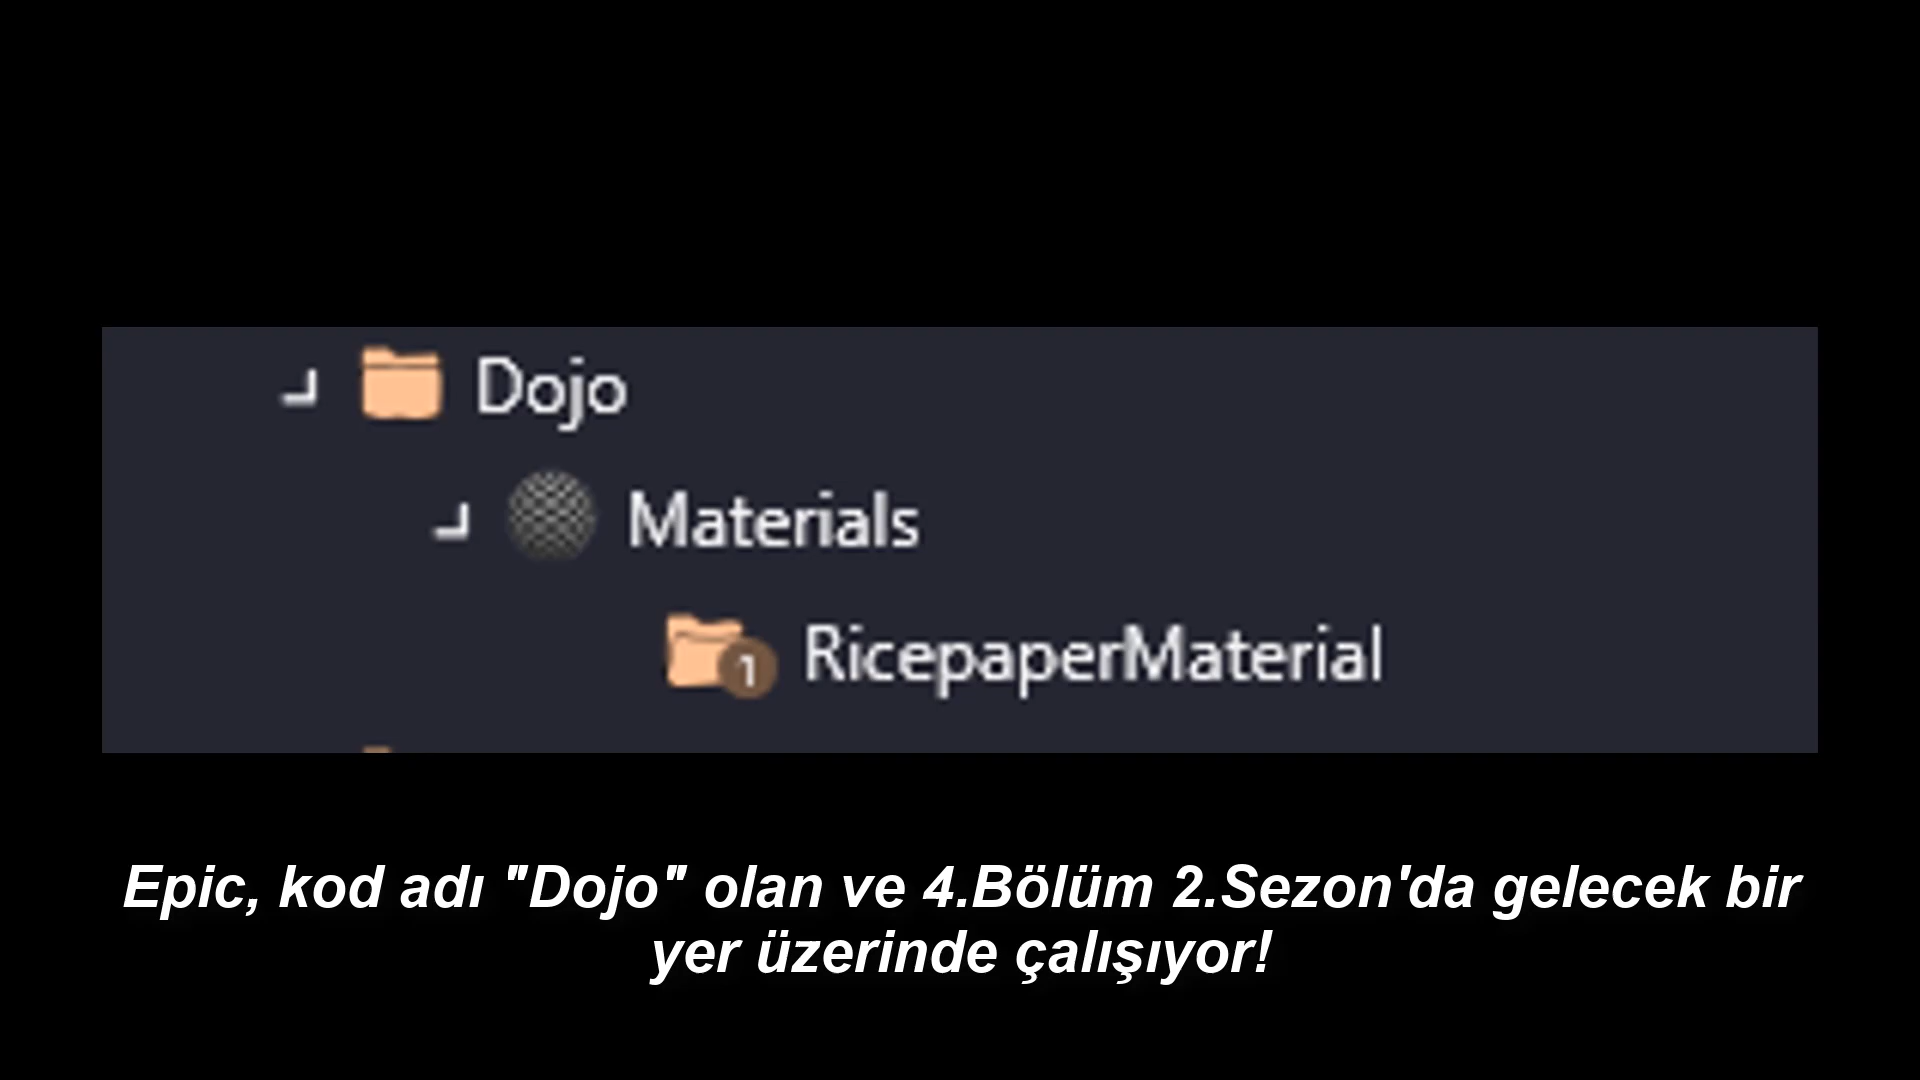 Dojo
Materials
1
RicepaperMaterial
Epic, kod adı "Dojo" olan ve 4.Bölüm 2.Sezon'da gelecek bir
yer üzerinde çalışıyor!